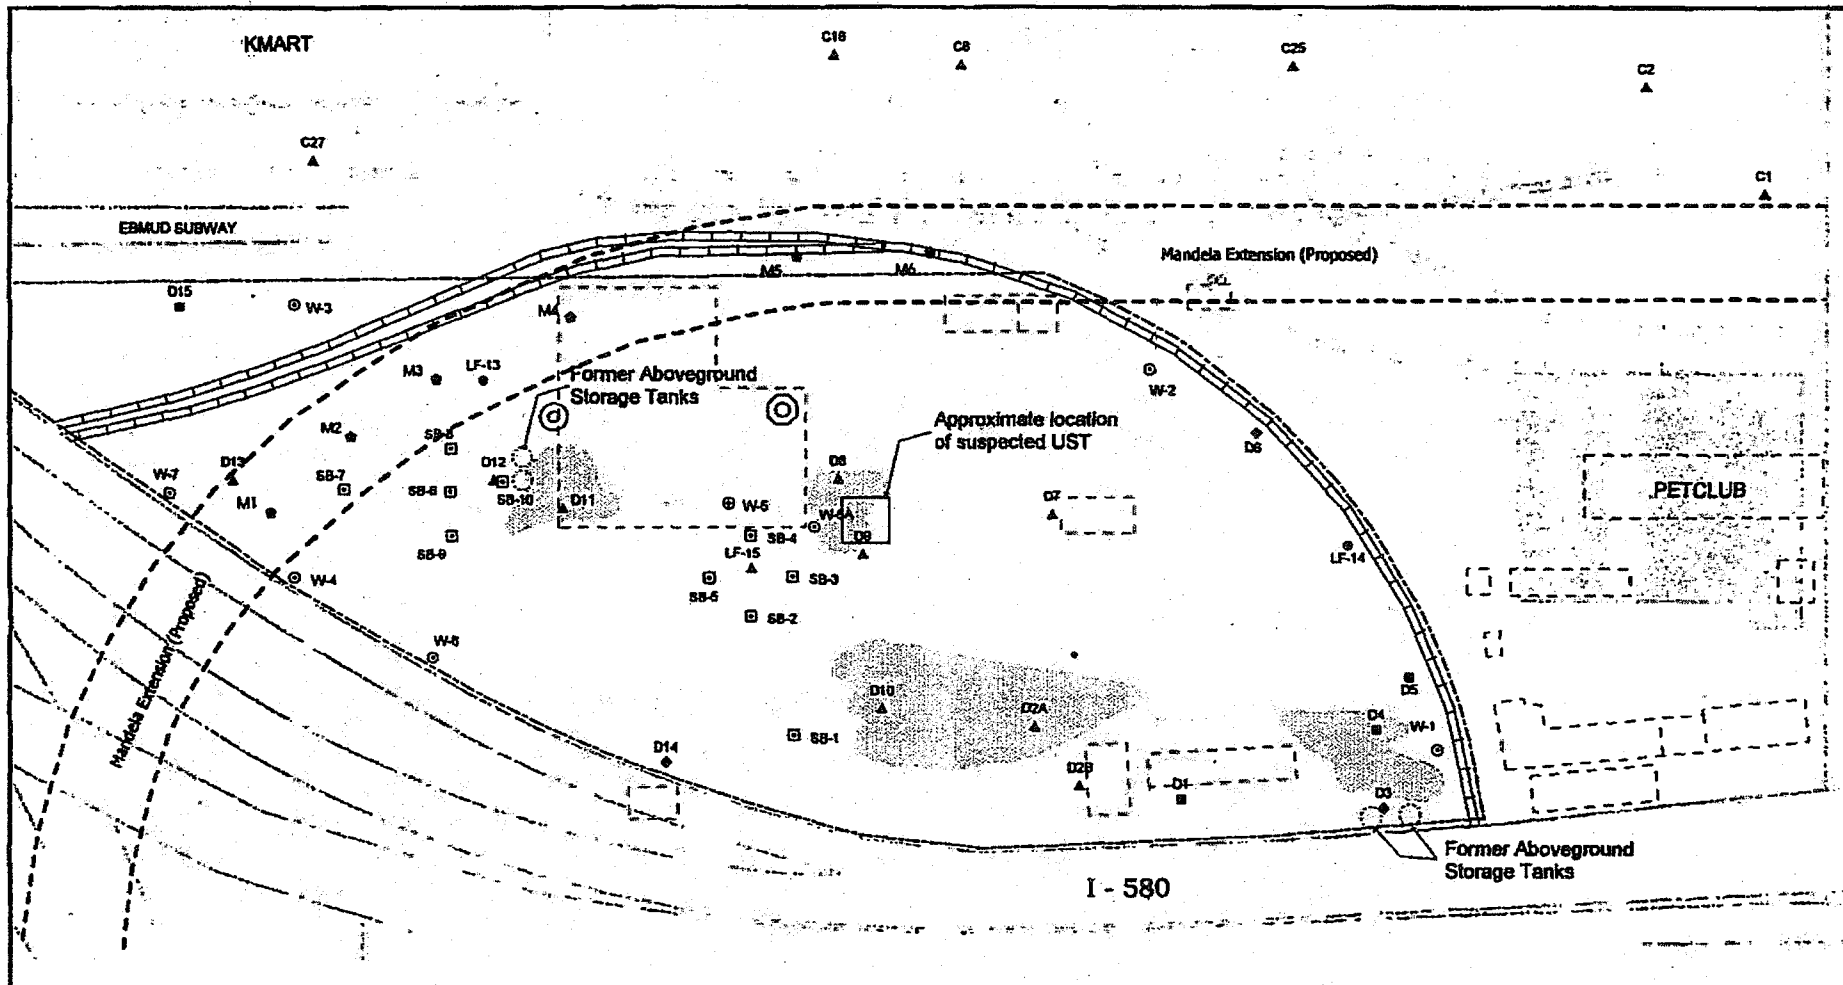 KMART
C16
C6
C25
C2
C27
C1
EBMUD SUBWAY
Mandela Extension (Proposed)
M5
M6
D15
W-3
M4
M3
LF-13
Former Aboveground
Storage Tanks
W-2
Approximate location
of suspected UST
M2
D6
D13
W-7
SB-7
D12
D8
SB-6
SB-10
D11
W-5
D7
PETCLUB
M1
SB-9
SB-4
LF-15
D9
LF-14
W-4
SB-5
SB-3
SB-2
Mandela Extension (Proposed)
W-6
D10
D2A
D5
D4
W-1
SB-1
D14
D2B
D1
D3
Former Aboveground
Storage Tanks
I - 580